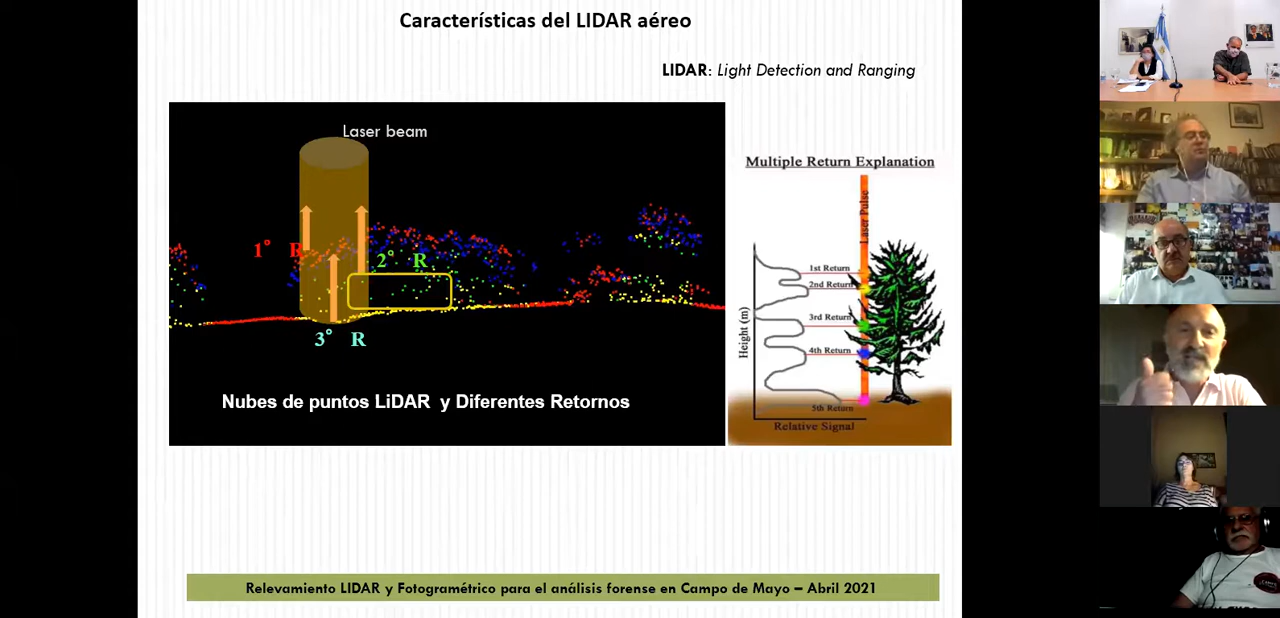 Características del LIDAR aéreo
LIDAR: Light Detection and Ranging
Laser beam
1° R
2° R
3° R
Nubes de puntos LiDAR y Diferentes Retornos
Multiple Return Explanation
Laser Pulse
1st Return
2nd Return
3rd Return
4th Return
5th Return
Height (m)
Relative Signal
Relevamiento LIDAR y Fotogramétrico para el análisis forense en Campo de Mayo – Abril 2021